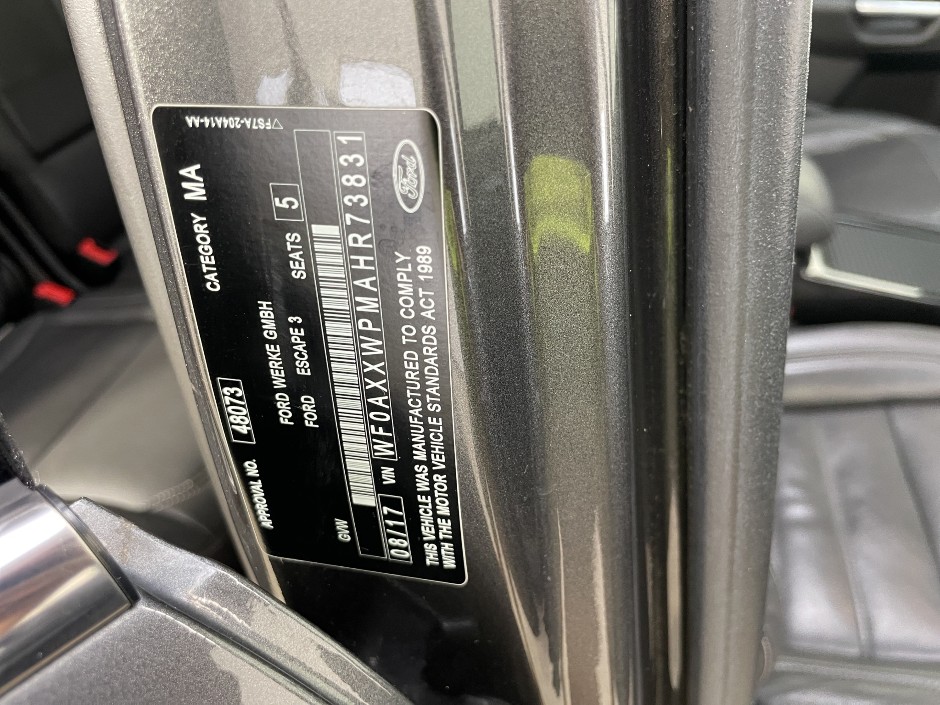 ▽FS7A-204A14-AA
APPROVAL NO. 48073 CATEGORY MA
FORD WERKE GMBH
FORD ESCAPE 3 SEATS 5
GVW
08/17 VIN WF0AXXWPMAHR73831
THIS VEHICLE WAS MANUFACTURED TO COMPLY
WITH THE MOTOR VEHICLE STANDARDS ACT 1989
Ford